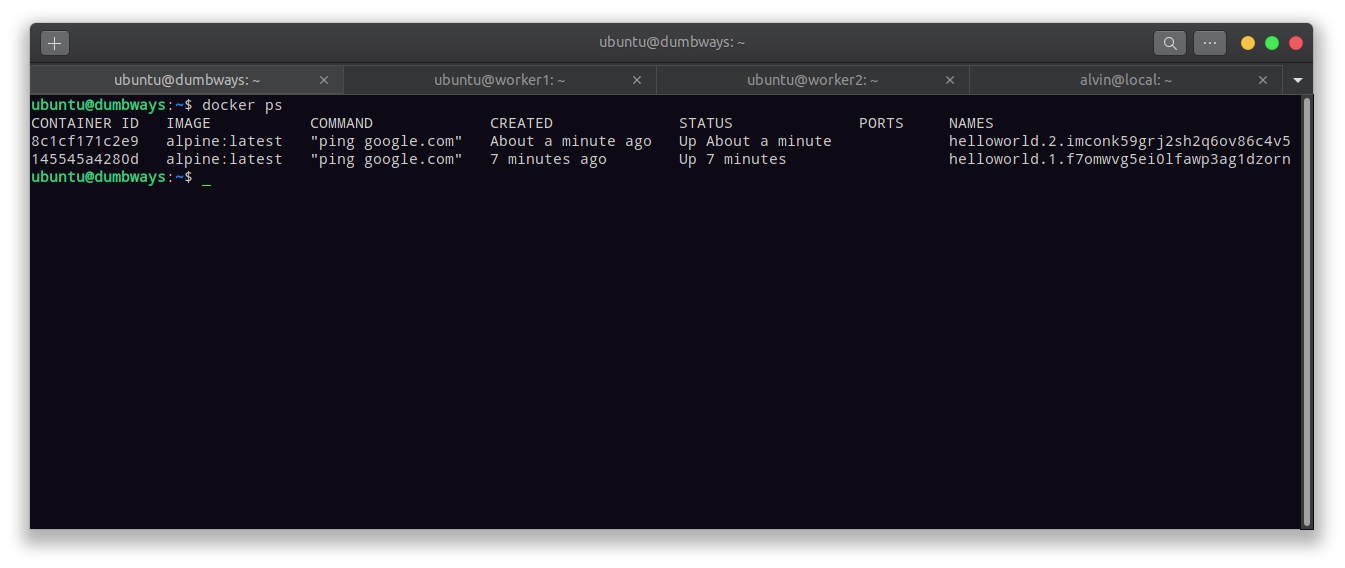 ubuntu@dumbways: ~
ubuntu@dumbways: ~ ubuntu@worker1: ~ ubuntu@worker2: ~ alvin@local: ~
ubuntu@dumbways:~$ docker ps
CONTAINER ID   IMAGE           COMMAND             CREATED              STATUS              PORTS     NAMES
8c1cf171c2e9   alpine:latest   "ping google.com"   About a minute ago   Up About a minute             helloworld.2.imconk59grj2sh2q6ov86c4v5
145545a4280d   alpine:latest   "ping google.com"   7 minutes ago        Up 7 minutes                  helloworld.1.f7omwvg5ei0lfawp3ag1dzorn
ubuntu@dumbways:~$ _